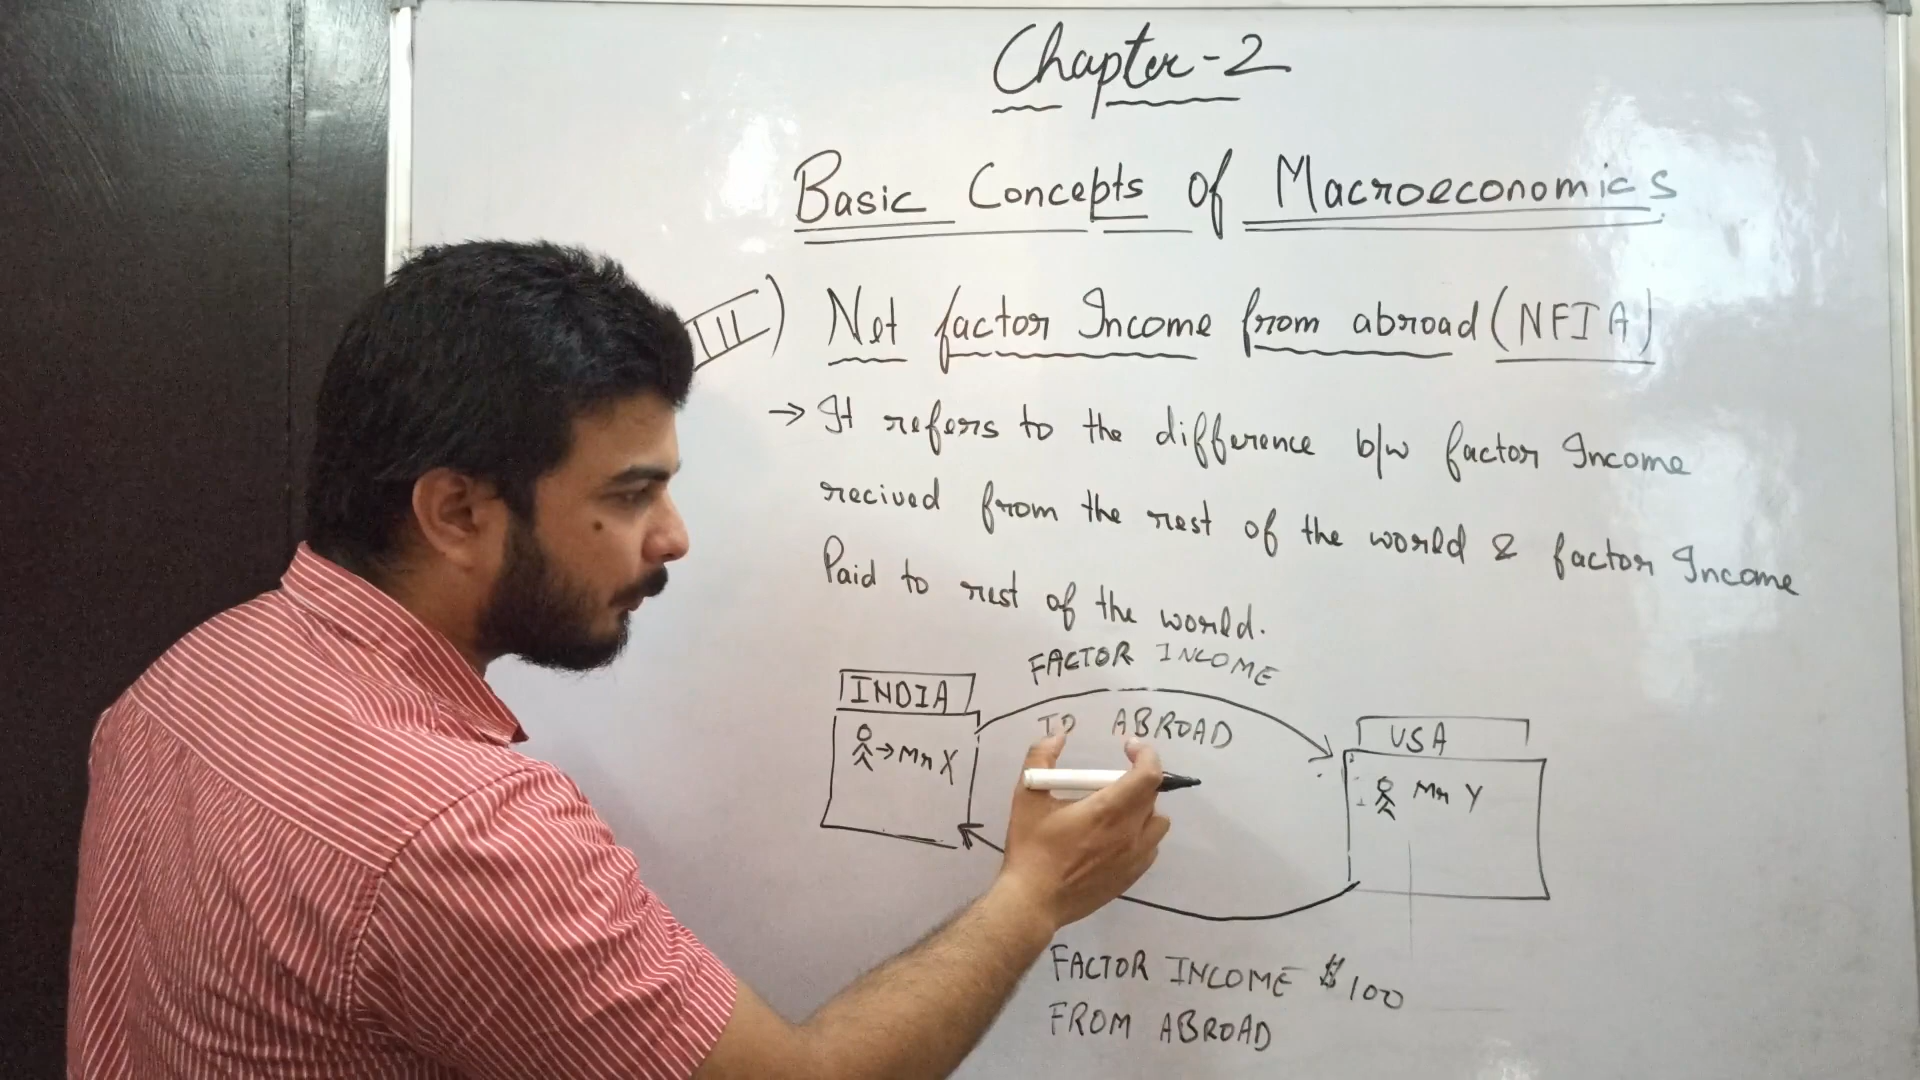 Chapter-2
Basic Concepts of Macroeconomics
III) Net factor Income from abroad (NFIA)
→ It refers to the difference b/w factor Income
recived from the rest of the world & factor Income
Paid to rest of the world.
FACTOR INCOME
TO ABROAD
INDIA
→ Mr X
USA
Mr Y
FACTOR INCOME $100
FROM ABROAD